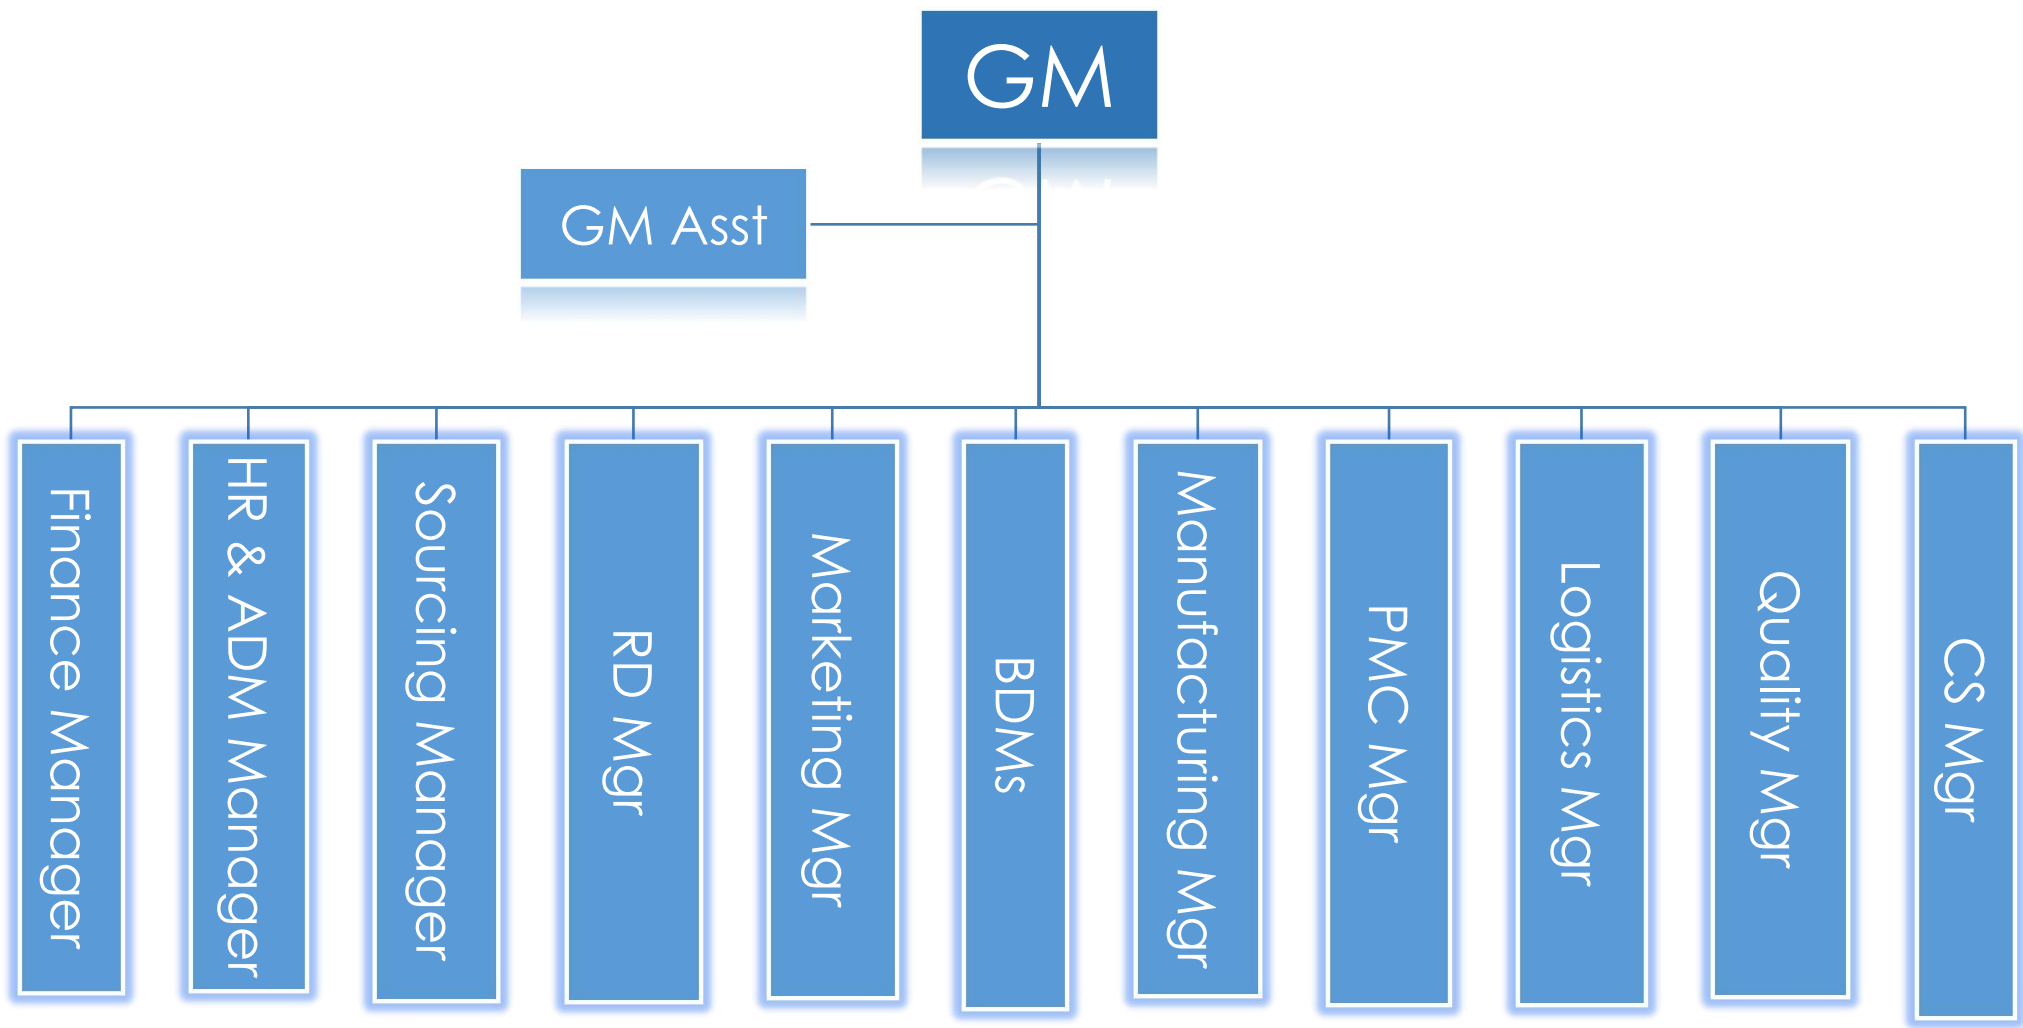 GM
GM Asst
Finance Manager
HR & ADM Manager
Sourcing Manager
RD Mgr
Marketing Mgr
BDMs
Manufacturing Mgr
PMC Mgr
Logistics Mgr
Quality Mgr
CS Mgr